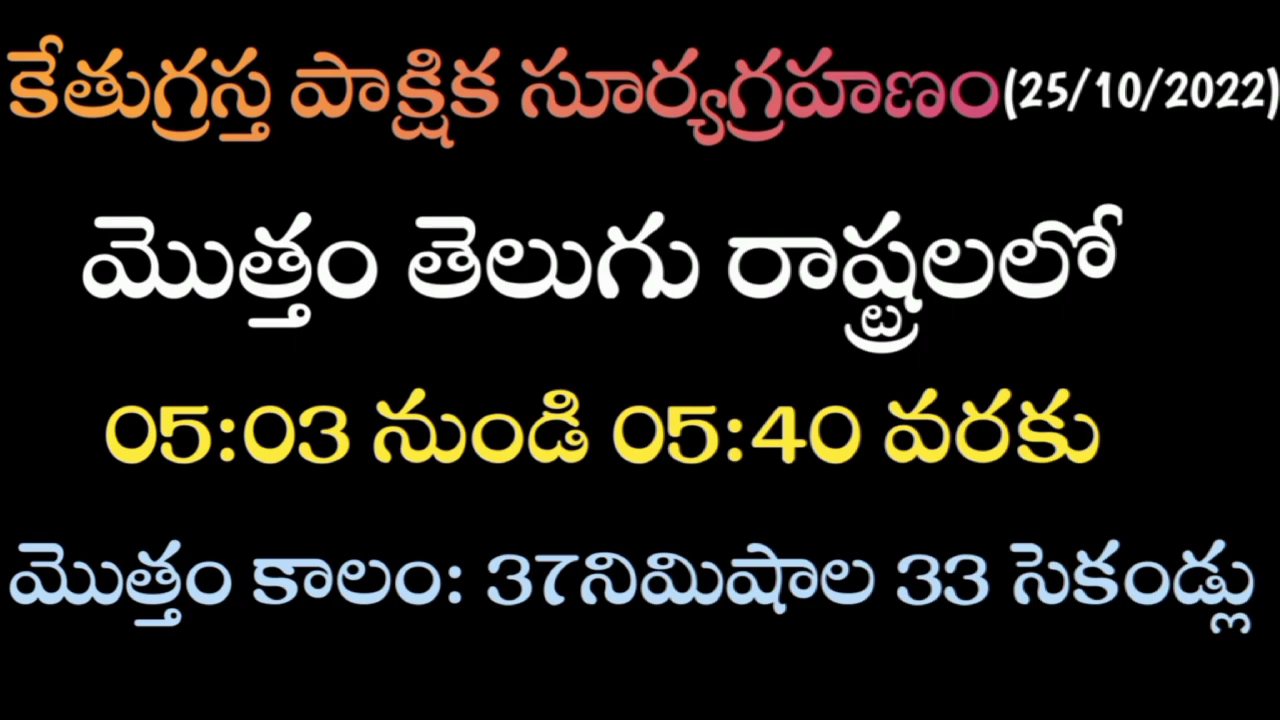 కేతుగ్రస్త పాక్షిక సూర్యగ్రహణం(25/10/2022)
మొత్తం తెలుగు రాష్ట్రలలో
05:03 నుండి 05:40 వరకు
మొత్తం కాలం: 37నిమిషాల 33 సెకండ్లు